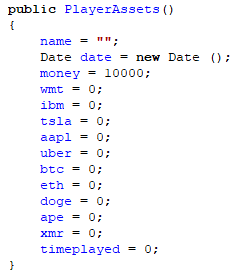 public PlayerAssets()
{
name = "";
Date date = new Date ();
money = 10000;
wmt = 0;
ibm = 0;
tsla = 0;
aapl = 0;
uber = 0;
btc = 0;
eth = 0;
doge = 0;
ape = 0;
xmr = 0;
timeplayed = 0;
}